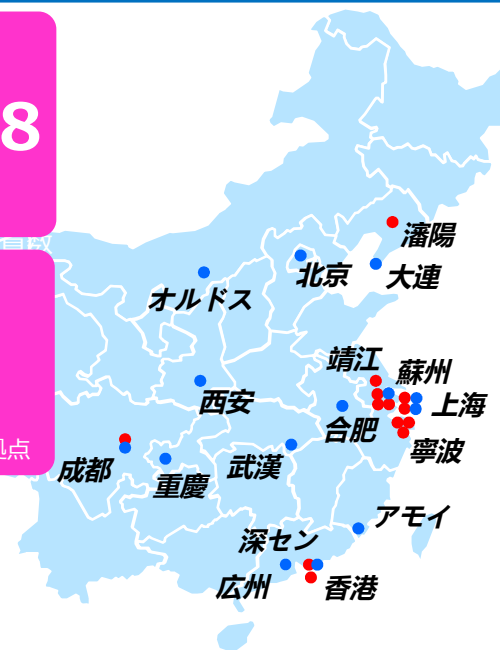 8
瀋陽
北京
大連
オルドス
靖江
蘇州
西安
上海
合肥
寧波
武漢
成都
重慶
アモイ
深セン
広州
香港
拠点